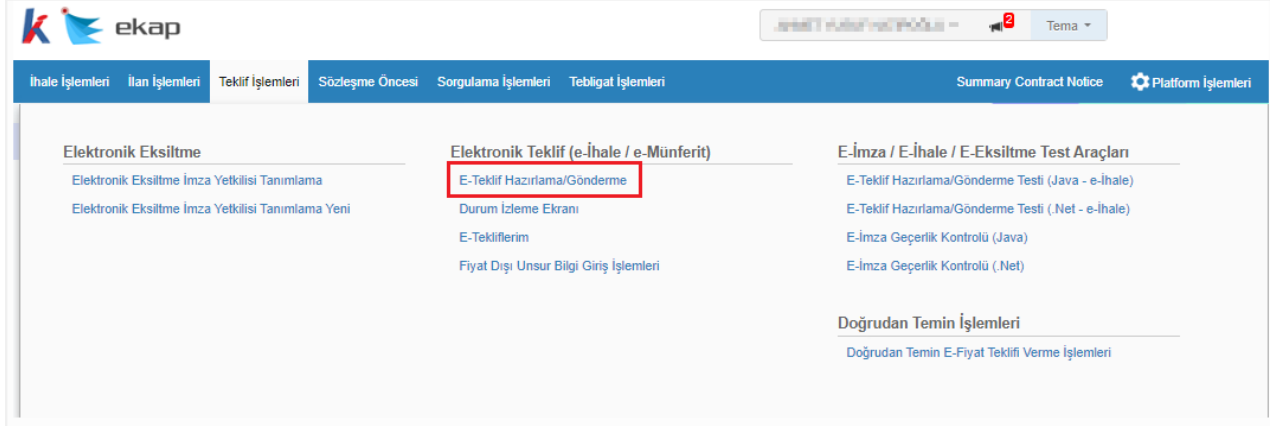 ekap
2
Tema
İhale İşlemleri İlan İşlemleri Teklif İşlemleri Sözleşme Öncesi Sorgulama İşlemleri Tebligat İşlemleri Summary Contract Notice Platform İşlemleri
Elektronik Eksiltme
Elektronik Eksiltme İmza Yetkilisi Tanımlama
Elektronik Eksiltme İmza Yetkilisi Tanımlama Yeni
Elektronik Teklif (e-İhale / e-Münferit)
E-Teklif Hazırlama/Gönderme
Durum İzleme Ekranı
E-Tekliflerim
Fiyat Dışı Unsur Bilgi Giriş İşlemleri
E-İmza / E-İhale / E-Eksiltme Test Araçları
E-Teklif Hazırlama/Gönderme Testi (Java - e-İhale)
E-Teklif Hazırlama/Gönderme Testi (.Net - e-İhale)
E-İmza Geçerlik Kontrolü (Java)
E-İmza Geçerlik Kontrolü (.Net)
Doğrudan Temin İşlemleri
Doğrudan Temin E-Fiyat Teklifi Verme İşlemleri